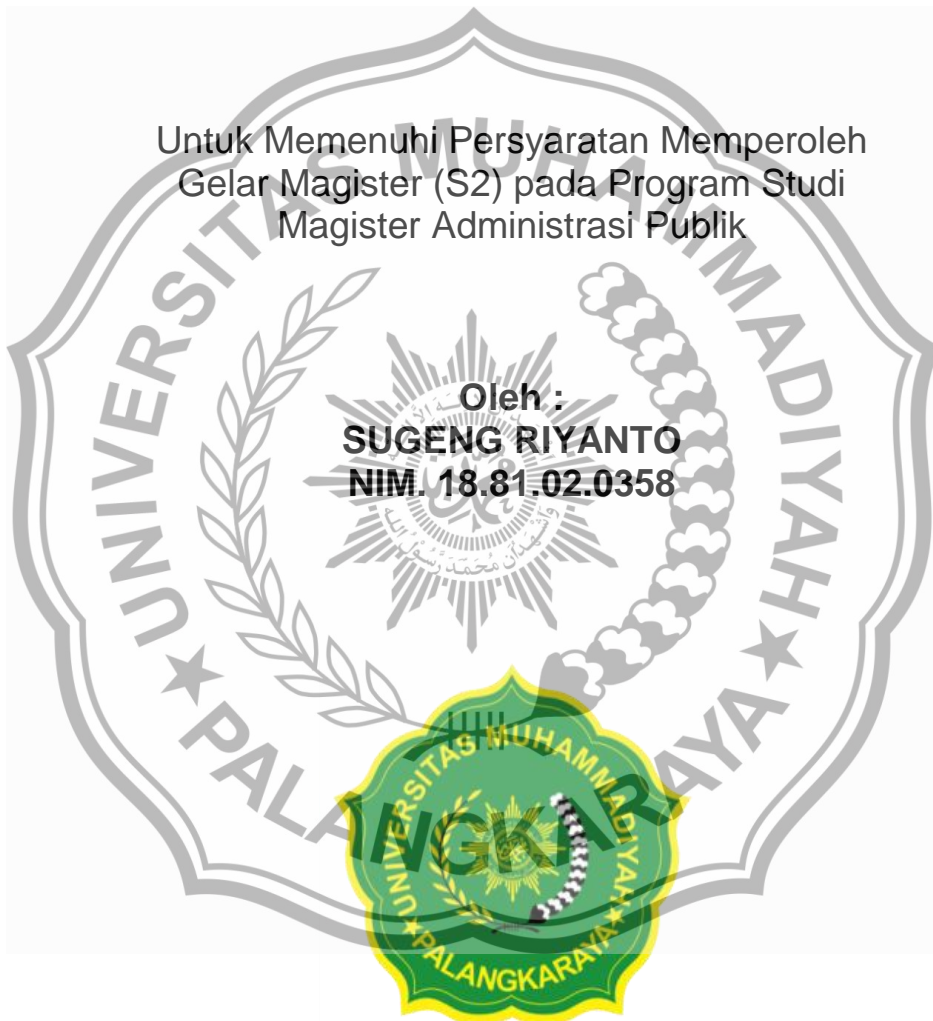 Untuk Memenuhi Persyaratan Memperoleh
Gelar Magister (S2) pada Program Studi
Magister Administrasi Publik
Oleh :
SUGENG RIYANTO
NIM. 18.81.02.0358
UNIVERSITAS MUHAMMADIYAH
PALANGKARAYA
UNIVERSITAS MUHAMMADIYAH
PALANGKARAYA